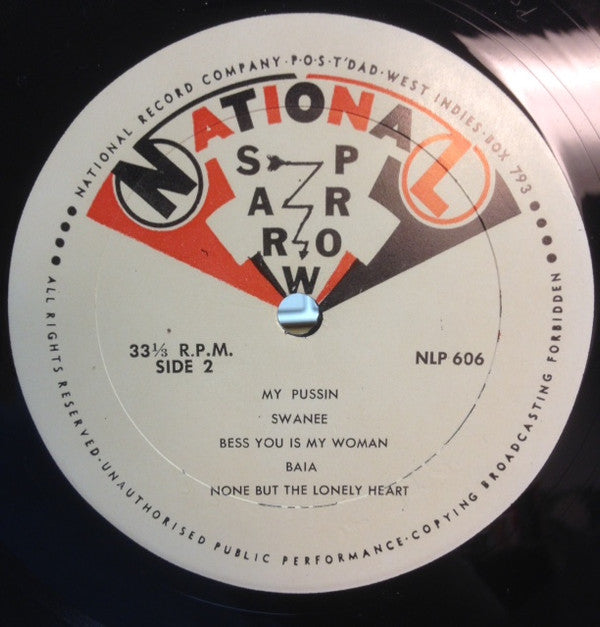 NATIONAL RECORD COMPANY·P·O·S·T'DAD·WEST INDIES·BOX 793
NATIONAL
SPARROW
33⅓ R.P.M.
SIDE 2
NLP 606
MY PUSSIN
SWANEE
BESS YOU IS MY WOMAN
BAIA
NONE BUT THE LONELY HEART
ALL RIGHTS RESERVED·UNAUTHORISED PUBLIC PERFORMANCE·COPYING BROADCASTING FORBIDDEN